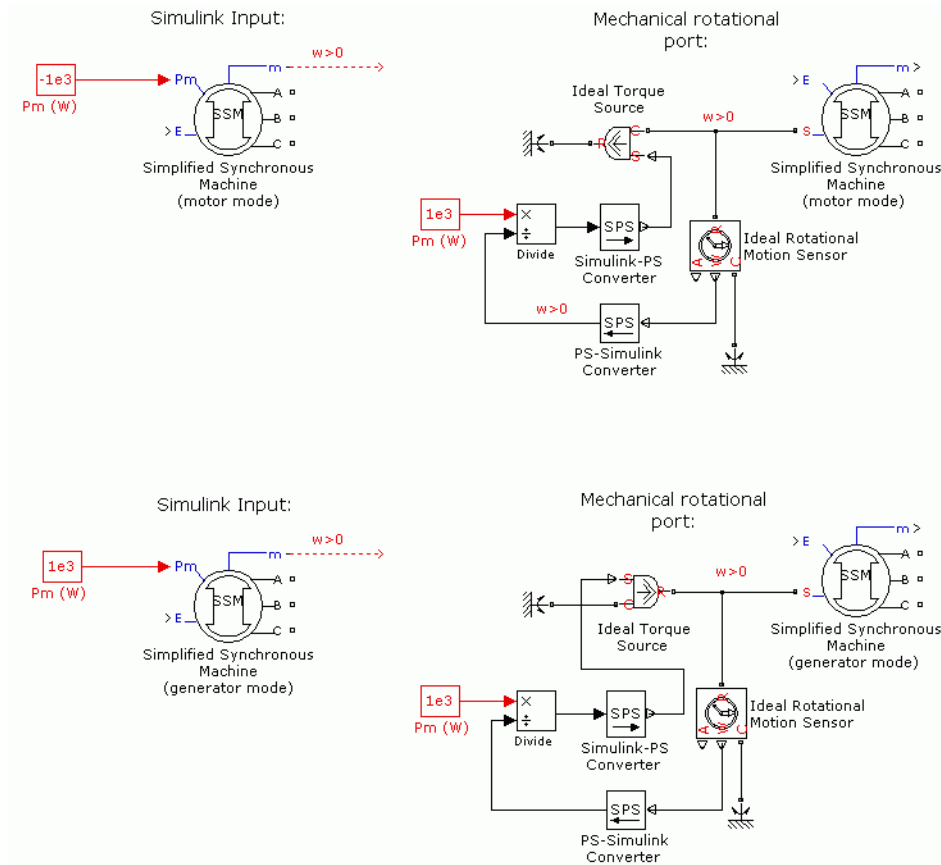 Simulink Input:
w>0
m
-1e3
Pm
Pm (W)
A
SSM
B
>E
C
Simplified Synchronous
Machine
(motor mode)
Mechanical rotational
port:
Ideal Torque
Source
w>0
R
C
S
>E
m>
A
SSM
B
S
C
Simplified Synchronous
Machine
(motor mode)
1e3
Pm (W)
×
÷
Divide
SPS
Simulink-PS
Converter
R
A
W
C
Ideal Rotational
Motion Sensor
w>0
SPS
PS-Simulink
Converter
Simulink Input:
w>0
m
1e3
Pm
Pm (W)
A
SSM
B
>E
C
Simplified Synchronous
Machine
(generator mode)
Mechanical rotational
port:
S
R
C
Ideal Torque
Source
w>0
>E
m>
A
SSM
B
S
C
Simplified Synchronous
Machine
(generator mode)
1e3
Pm (W)
×
÷
Divide
SPS
Simulink-PS
Converter
R
A
W
C
Ideal Rotational
Motion Sensor
SPS
PS-Simulink
Converter